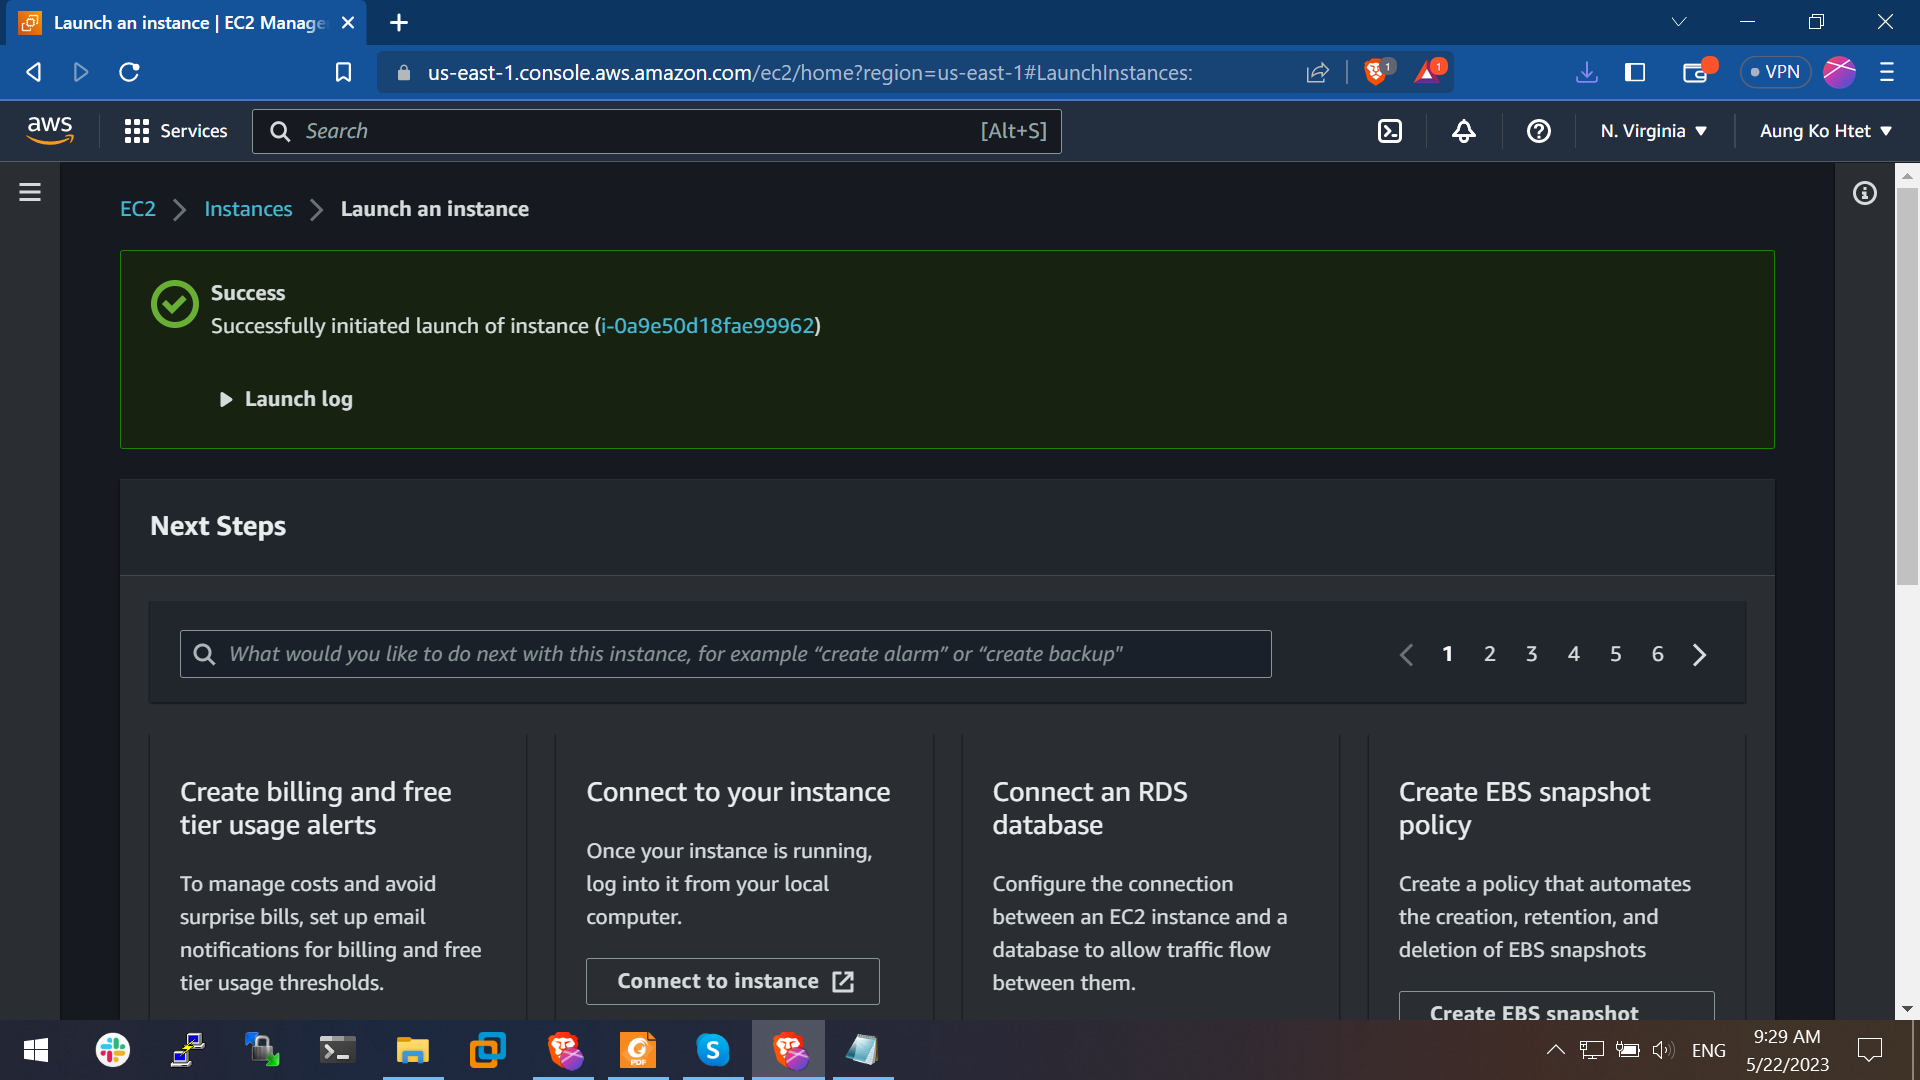 Launch an instance | EC2 Manage
us-east-1.console.aws.amazon.com/ec2/home?region=us-east-1#LaunchInstances:
1
1
VPN
aws
Services
Search
[Alt+S]
N. Virginia
Aung Ko Htet
EC2
Instances
Launch an instance
Success
Successfully initiated launch of instance (i-0a9e50d18fae99962)
Launch log
Next Steps
What would you like to do next with this instance, for example “create alarm” or “create backup"
1 2 3 4 5 6
Create billing and free
tier usage alerts
To manage costs and avoid
surprise bills, set up email
notifications for billing and free
tier usage thresholds.
Connect to your instance
Once your instance is running,
log into it from your local
computer.
Connect to instance
Connect an RDS
database
Configure the connection
between an EC2 instance and a
database to allow traffic flow
between them.
Create EBS snapshot
policy
Create a policy that automates
the creation, retention, and
deletion of EBS snapshots
Create EBS snapshot
PDF
S
ENG
9:29 AM
5/22/2023